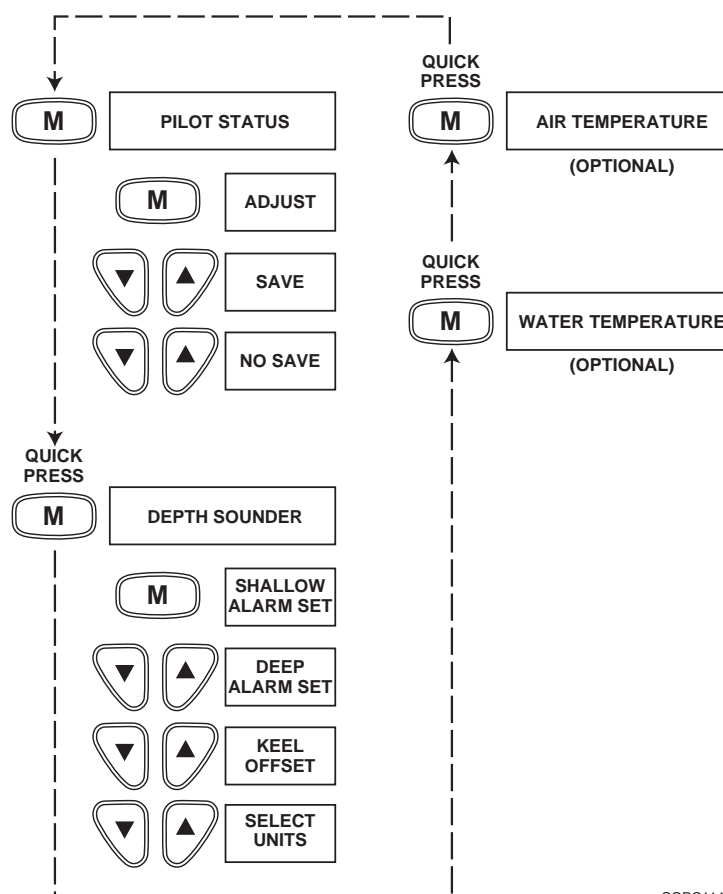 QUICK
PRESS
M
PILOT STATUS
M
AIR TEMPERATURE
(OPTIONAL)
M
ADJUST
SAVE
NO SAVE
QUICK
PRESS
M
WATER TEMPERATURE
(OPTIONAL)
QUICK
PRESS
M
DEPTH SOUNDER
M
SHALLOW
ALARM SET
DEEP
ALARM SET
KEEL
OFFSET
SELECT
UNITS